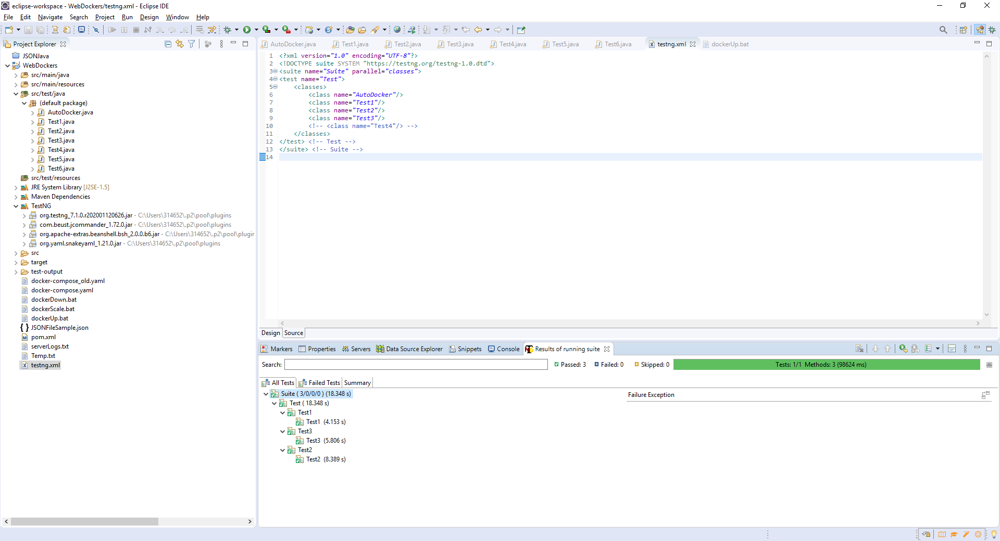 eclipse-workspace - WebDockers/testng.xml - Eclipse IDE
File Edit Navigate Search Project Run Design Window Help
Project Explorer
JSONJava
WebDockers
src/main/java
src/main/resources
src/test/java
(default package)
AutoDocker.java
Test1.java
Test2.java
Test3.java
Test4.java
Test5.java
Test6.java
src/test/resources
JRE System Library [J2SE-1.5]
Maven Dependencies
TestNG
org.testng_7.1.0.r202001120626.jar - C:\Users\314652\.p2\pool\plugins
com.beust.jcommander_1.72.0.jar - C:\Users\314652\.p2\pool\plugins
org.apache-extras.beanshell.bsh_2.0.0.b6.jar - C:\Users\314652\.p2\pool\plugir
org.yaml.snakeyaml_1.21.0.jar - C:\Users\314652\.p2\pool\plugins
src
target
test-output
docker-compose_old.yaml
docker-compose.yaml
dockerDown.bat
dockerScale.bat
dockerUp.bat
JSONFileSample.json
pom.xml
serverLogs.txt
Temp.txt
testng.xml
AutoDocker.java Test1.java Test2.java Test3.java Test4.java Test5.java Test6.java testng.xml dockerUp.bat
1 <?xml version="1.0" encoding="UTF-8"?>
2 <!DOCTYPE suite SYSTEM "https://testng.org/testng-1.0.dtd">
3 <suite name="Suite" parallel="classes">
4 <test name="Test">
5 <classes>
6 <class name="AutoDocker"/>
7 <class name="Test1"/>
8 <class name="Test2"/>
9 <class name="Test3"/>
10 <!-- <class name="Test4"/> -->
11 </classes>
12 </test> <!-- Test -->
13 </suite> <!-- Suite -->
14
Design Source
Markers Properties Servers Data Source Explorer Snippets Console Results of running suite
Search: Passed: 3 Failed: 0 Skipped: 0 Tests: 1/1 Methods: 3 (98624 ms)
All Tests Failed Tests Summary
Suite ( 3/0/0/0 ) (18.348 s)
Test ( 18.348 s)
Test1
Test1 (4.153 s)
Test3
Test3 (5.806 s)
Test2
Test2 (8.389 s)
Failure Exception